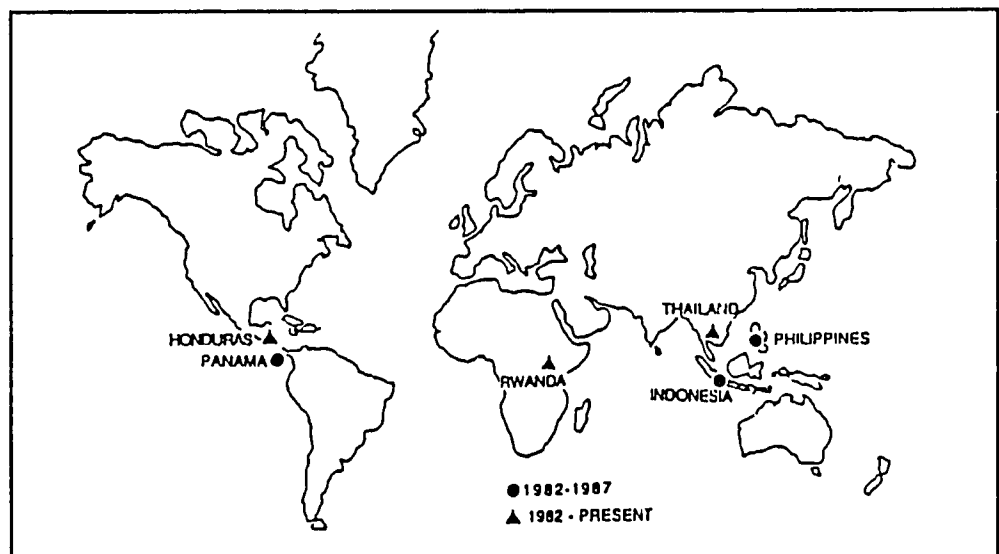 THAILAND
HONDURAS
PHILIPPINES
PANAMA
RWANDA
INDONESIA
1982-1987
1982 - PRESENT